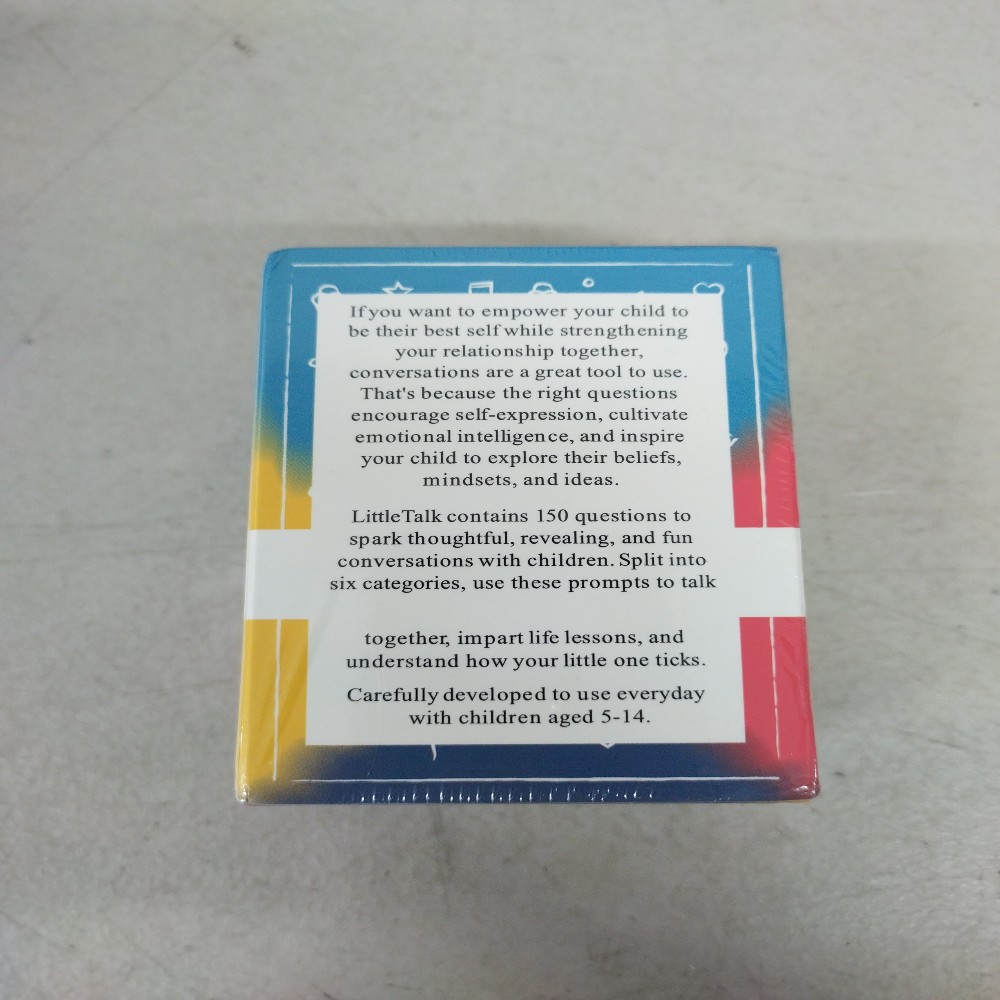 If you want to empower your child to
be their best self while strengthening
your relationship together,
conversations are a great tool to use.
That's because the right questions
encourage self-expression, cultivate
emotional intelligence, and inspire
your child to explore their beliefs,
mindsets, and ideas.
LittleTalk contains 150 questions to
spark thoughtful, revealing, and fun
conversations with children. Split into
six categories, use these prompts to talk
together, impart life lessons, and
understand how your little one ticks.
Carefully developed to use everyday
with children aged 5-14.